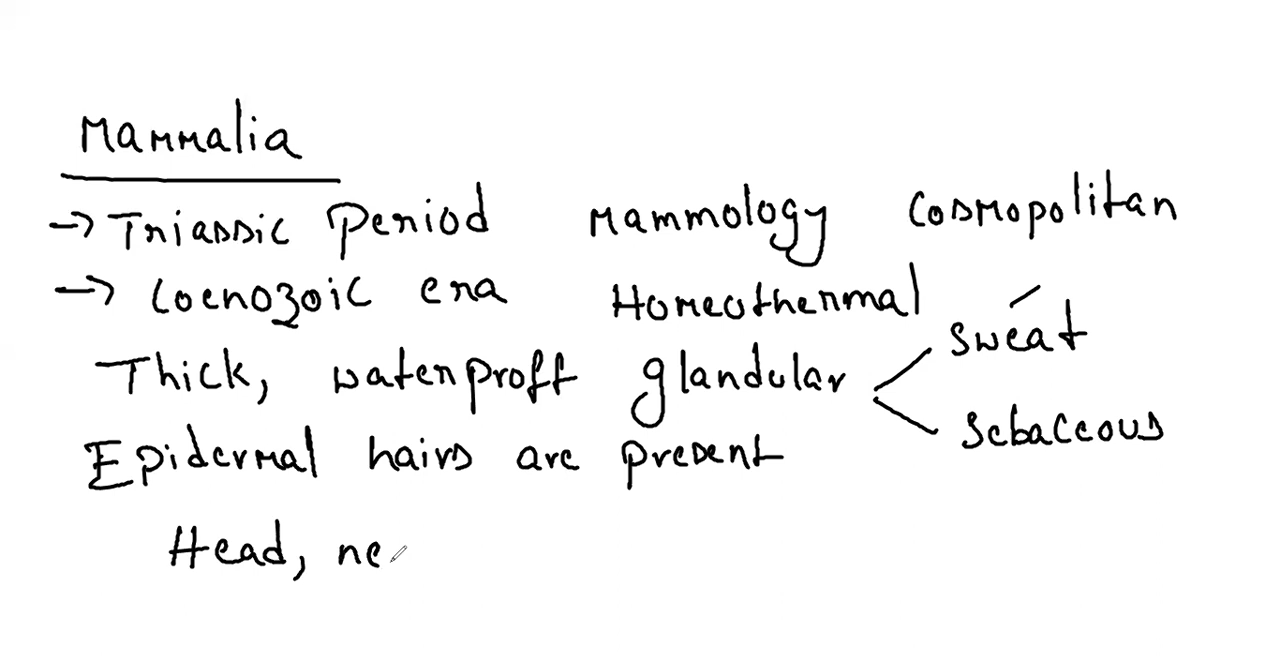 Mammalia
→ Triassic Period Mammology Cosmopolitan
→ Coenozoic era Homeothermal
Thick, waterproff glandular sweat
sebaceous
Epidermal hairs are present
Head, ne